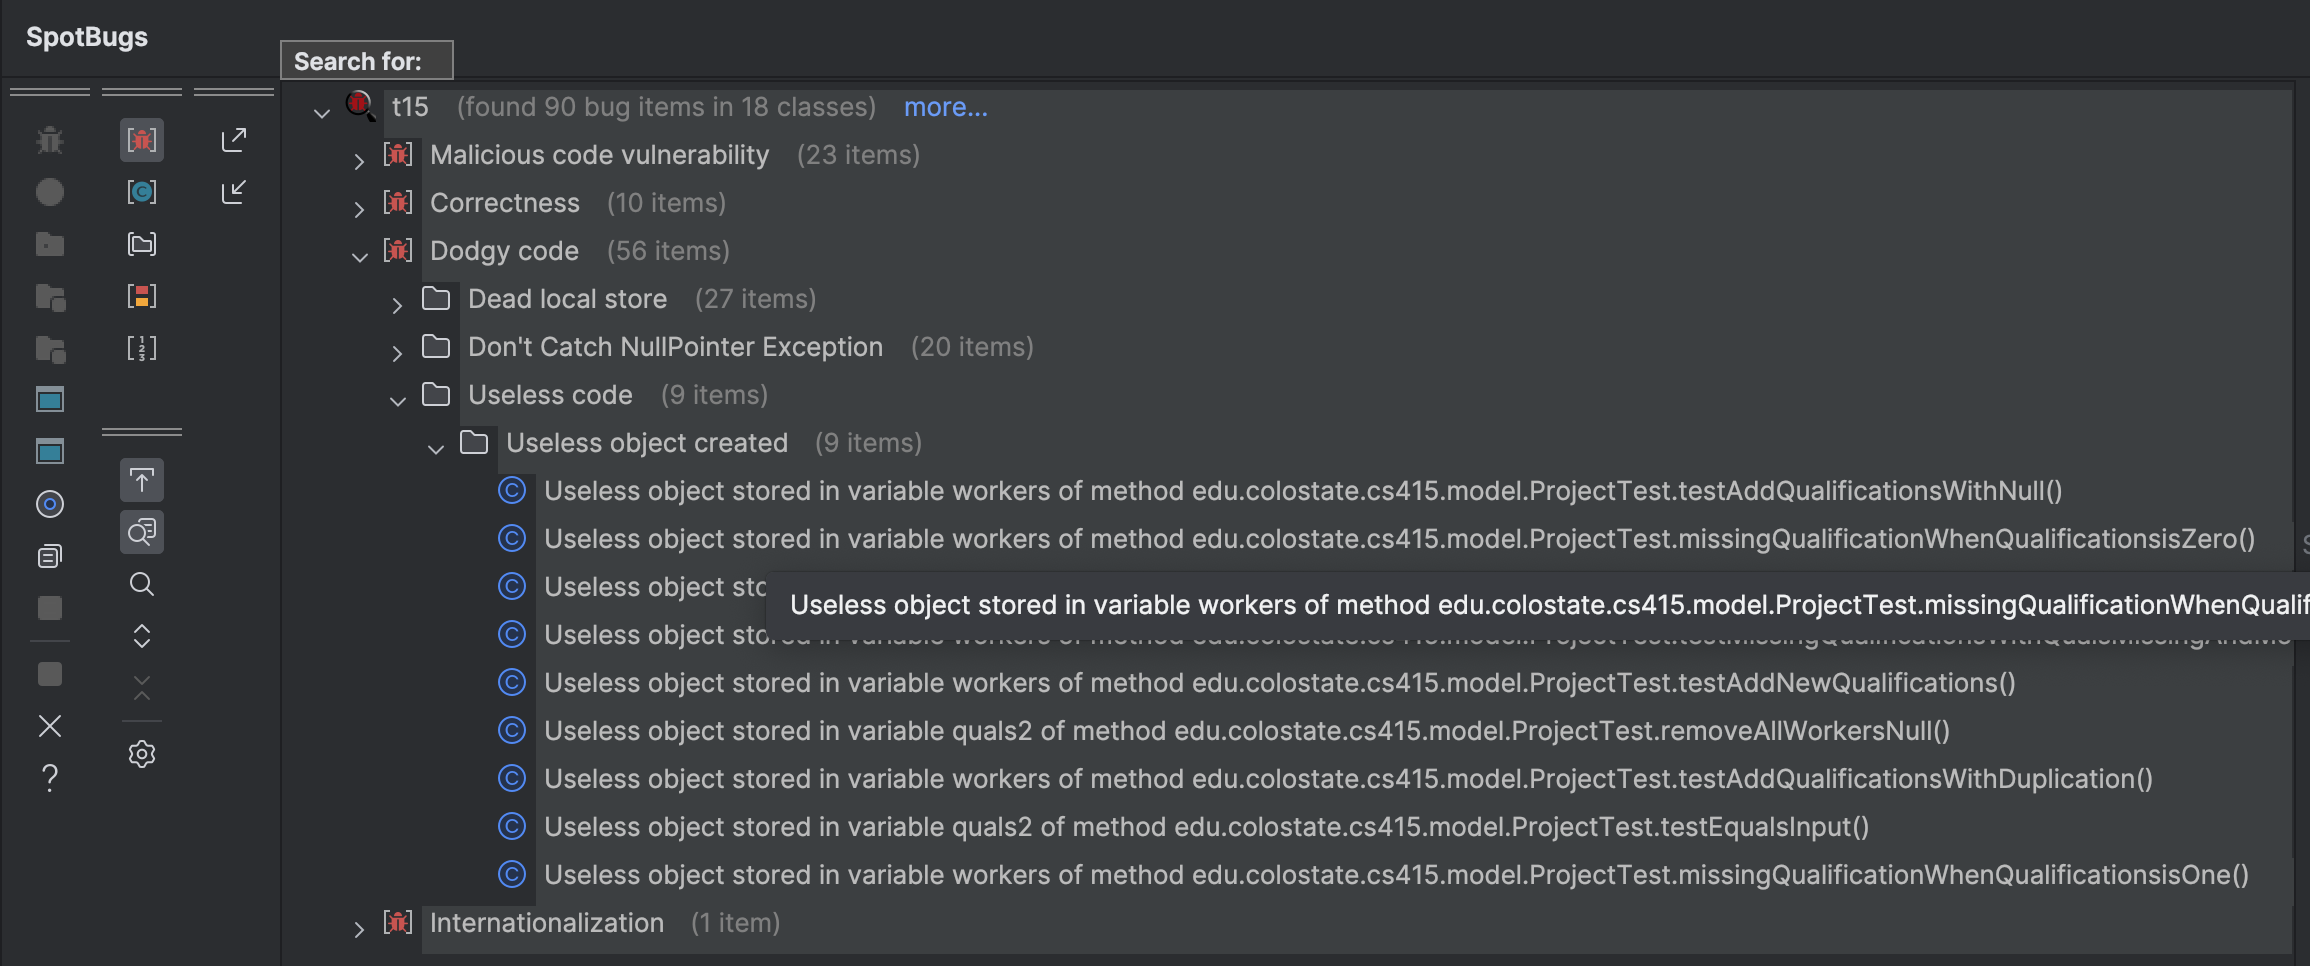 SpotBugs
Search for:
t15 (found 90 bug items in 18 classes) more...
Malicious code vulnerability (23 items)
Correctness (10 items)
Dodgy code (56 items)
Dead local store (27 items)
Don't Catch NullPointer Exception (20 items)
Useless code (9 items)
Useless object created (9 items)
Useless object stored in variable workers of method edu.colostate.cs415.model.ProjectTest.testAddQualificationsWithNull()
Useless object stored in variable workers of method edu.colostate.cs415.model.ProjectTest.missingQualificationWhenQualificationsisZero()
Useless object
Useless object stored in variable workers of method edu.colostate.cs415.model.ProjectTest.missingQualificationWhenQualif
Useless object
Useless object stored in variable workers of method edu.colostate.cs415.model.ProjectTest.testAddNewQualifications()
Useless object stored in variable quals2 of method edu.colostate.cs415.model.ProjectTest.removeAllWorkersNull()
Useless object stored in variable workers of method edu.colostate.cs415.model.ProjectTest.testAddQualificationsWithDuplication()
Useless object stored in variable quals2 of method edu.colostate.cs415.model.ProjectTest.testEqualsInput()
Useless object stored in variable workers of method edu.colostate.cs415.model.ProjectTest.missingQualificationWhenQualificationsisOne()
Internationalization (1 item)